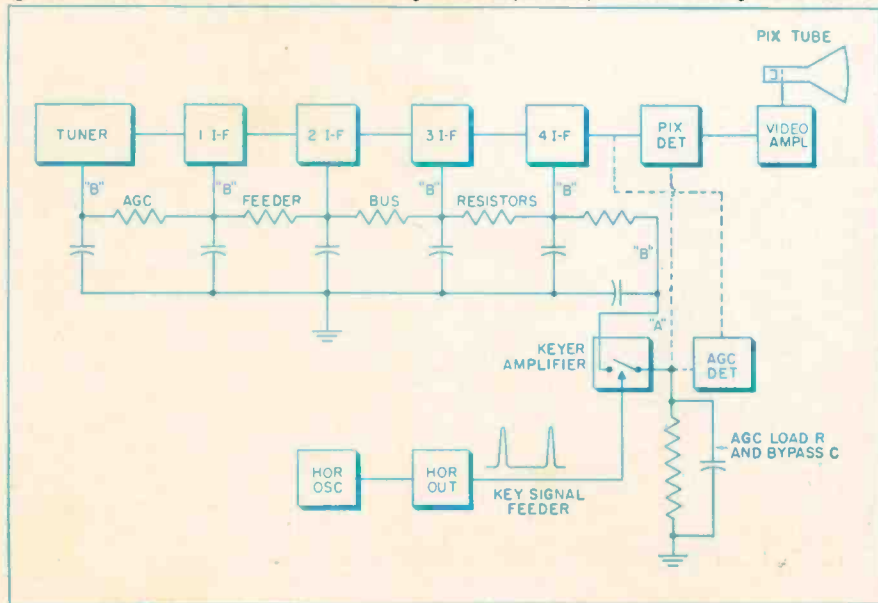 PIX TUBE
TUNER
1 I-F
2 I-F
3 I-F
4 I-F
PIX
DET
VIDEO
AMPL
"B"
"B"
"B"
"B"
AGC
FEEDER
BUS
RESISTORS
"B"
"A"
KEYER
AMPLIFIER
AGC
DET
AGC LOAD R
AND BYPASS C
HOR
OSC
HOR
OUT
KEY SIGNAL
FEEDER